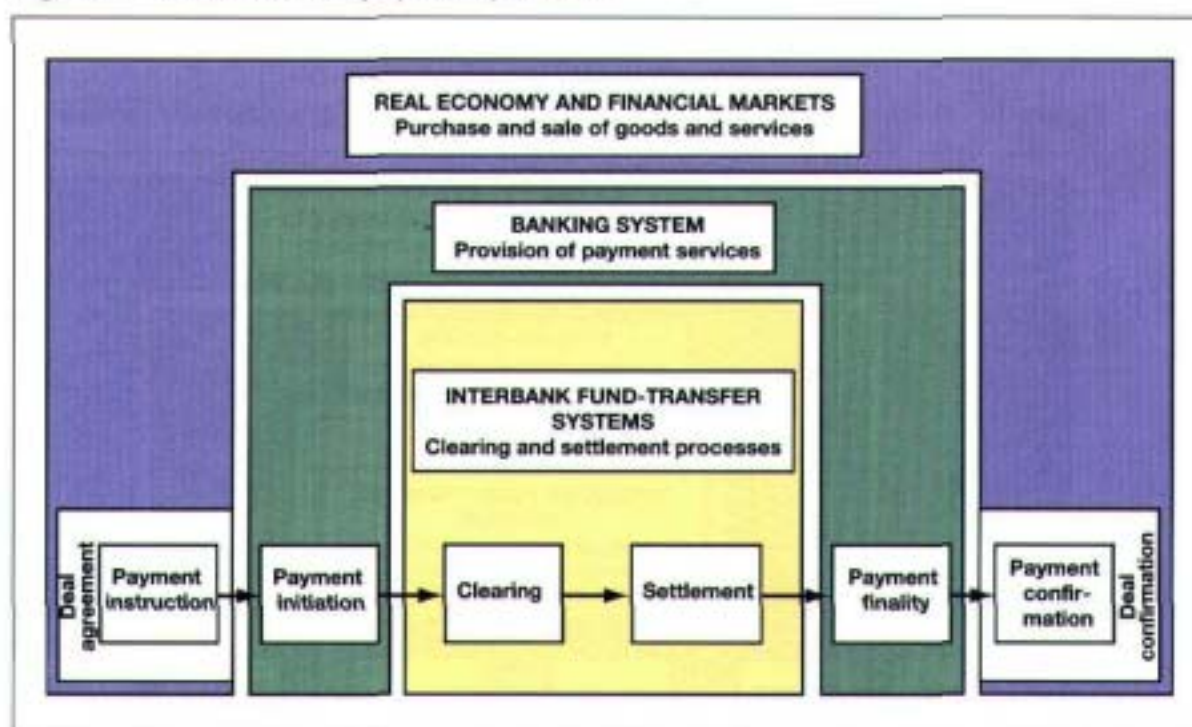 REAL ECONOMY AND FINANCIAL MARKETS
Purchase and sale of goods and services
BANKING SYSTEM
Provision of payment services
INTERBANK FUND-TRANSFER
SYSTEMS
Clearing and settlement processes
Deal
agreement
Payment
instruction
Payment
initiation
Clearing
Settlement
Payment
finality
Payment
confir-
mation
Deal
confirmation